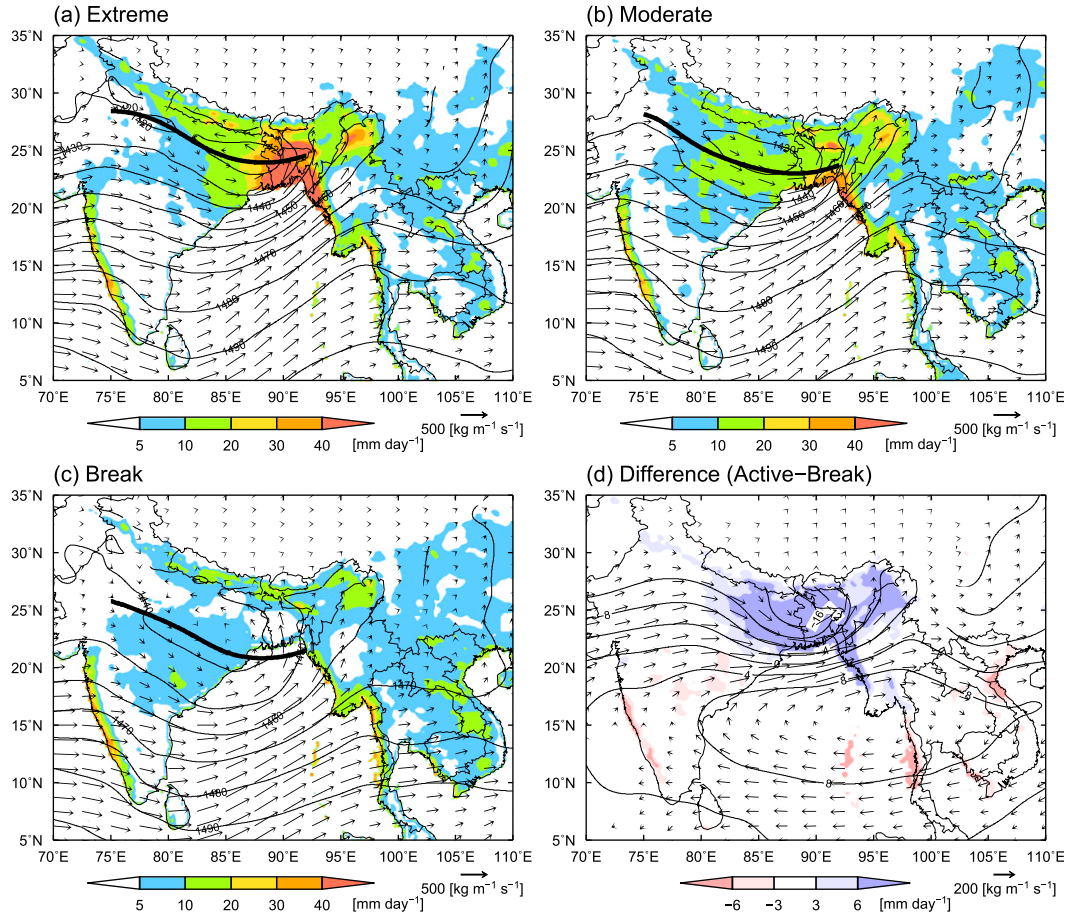 (a) Extreme
(b) Moderate
35°N 35°N
30°N 30°N
25°N 25°N
20°N 20°N
15°N 15°N
10°N 10°N
5°N 5°N
1420
1420
1430
1440
1450
1470
1480
1490
1430
1440
1450
1480
1490
70°E 75°E 80°E 85°E 90°E 95°E 100°E 105°E 110°E
70°E 75°E 80°E 85°E 90°E 95°E 100°E 105°E 110°E
5 10 20 30 40 [mm day⁻¹] 500 [kg m⁻¹ s⁻¹]
5 10 20 30 40 [mm day⁻¹] 500 [kg m⁻¹ s⁻¹]
(c) Break
(d) Difference (Active−Break)
35°N 35°N
30°N 30°N
25°N 25°N
20°N 20°N
15°N 15°N
10°N 10°N
5°N 5°N
1470
1470
1480
1480
1490
8
8
8
8
70°E 75°E 80°E 85°E 90°E 95°E 100°E 105°E 110°E
70°E 75°E 80°E 85°E 90°E 95°E 100°E 105°E 110°E
5 10 20 30 40 [mm day⁻¹] 500 [kg m⁻¹ s⁻¹]
−6 −3 3 6 [mm day⁻¹] 200 [kg m⁻¹ s⁻¹]